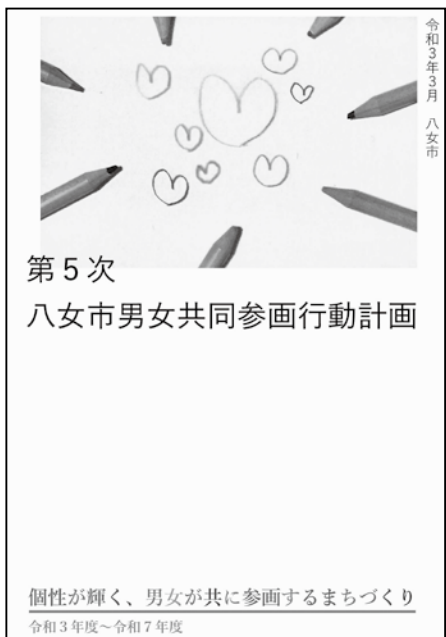 令和3年3月 八女市
第5次
八女市男女共同参画行動計画
個性が輝く、男女が共に参画するまちづくり
令和3年度~令和7年度